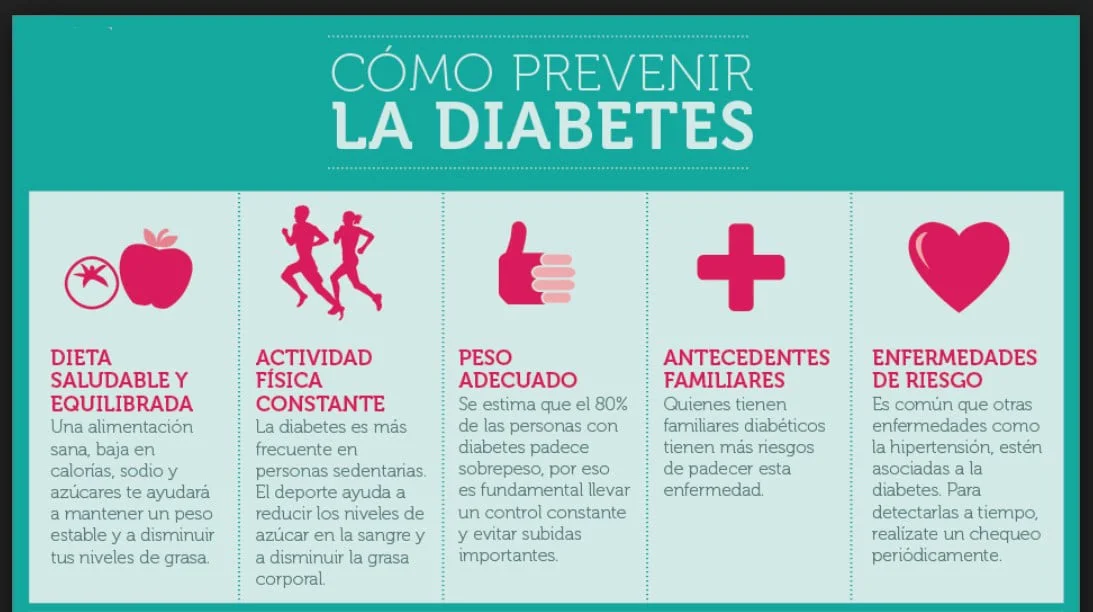 CÓMO PREVENIR
LA DIABETES
DIETA
SALUDABLE Y
EQUILIBRADA
Una alimentación
sana, baja en
calorías, sodio y
azúcares te ayudará
a mantener un peso
estable y a disminuir
tus niveles de grasa.
ACTIVIDAD
FÍSICA
CONSTANTE
La diabetes es más
frecuente en
personas sedentarias.
El deporte ayuda a
reducir los niveles de
azúcar en la sangre y
a disminuir la grasa
corporal.
PESO
ADECUADO
Se estima que el 80%
de las personas con
diabetes padece
sobrepeso, por eso
es fundamental llevar
un control constante
y evitar subidas
importantes.
ANTECEDENTES
FAMILIARES
Quienes tienen
familiares diabéticos
tienen más riesgos
de padecer esta
enfermedad.
ENFERMEDADES
DE RIESGO
Es común que otras
enfermedades como
la hipertensión, estén
asociadas a la
diabetes. Para
detectarlas a tiempo,
realízate un chequeo
periódicamente.